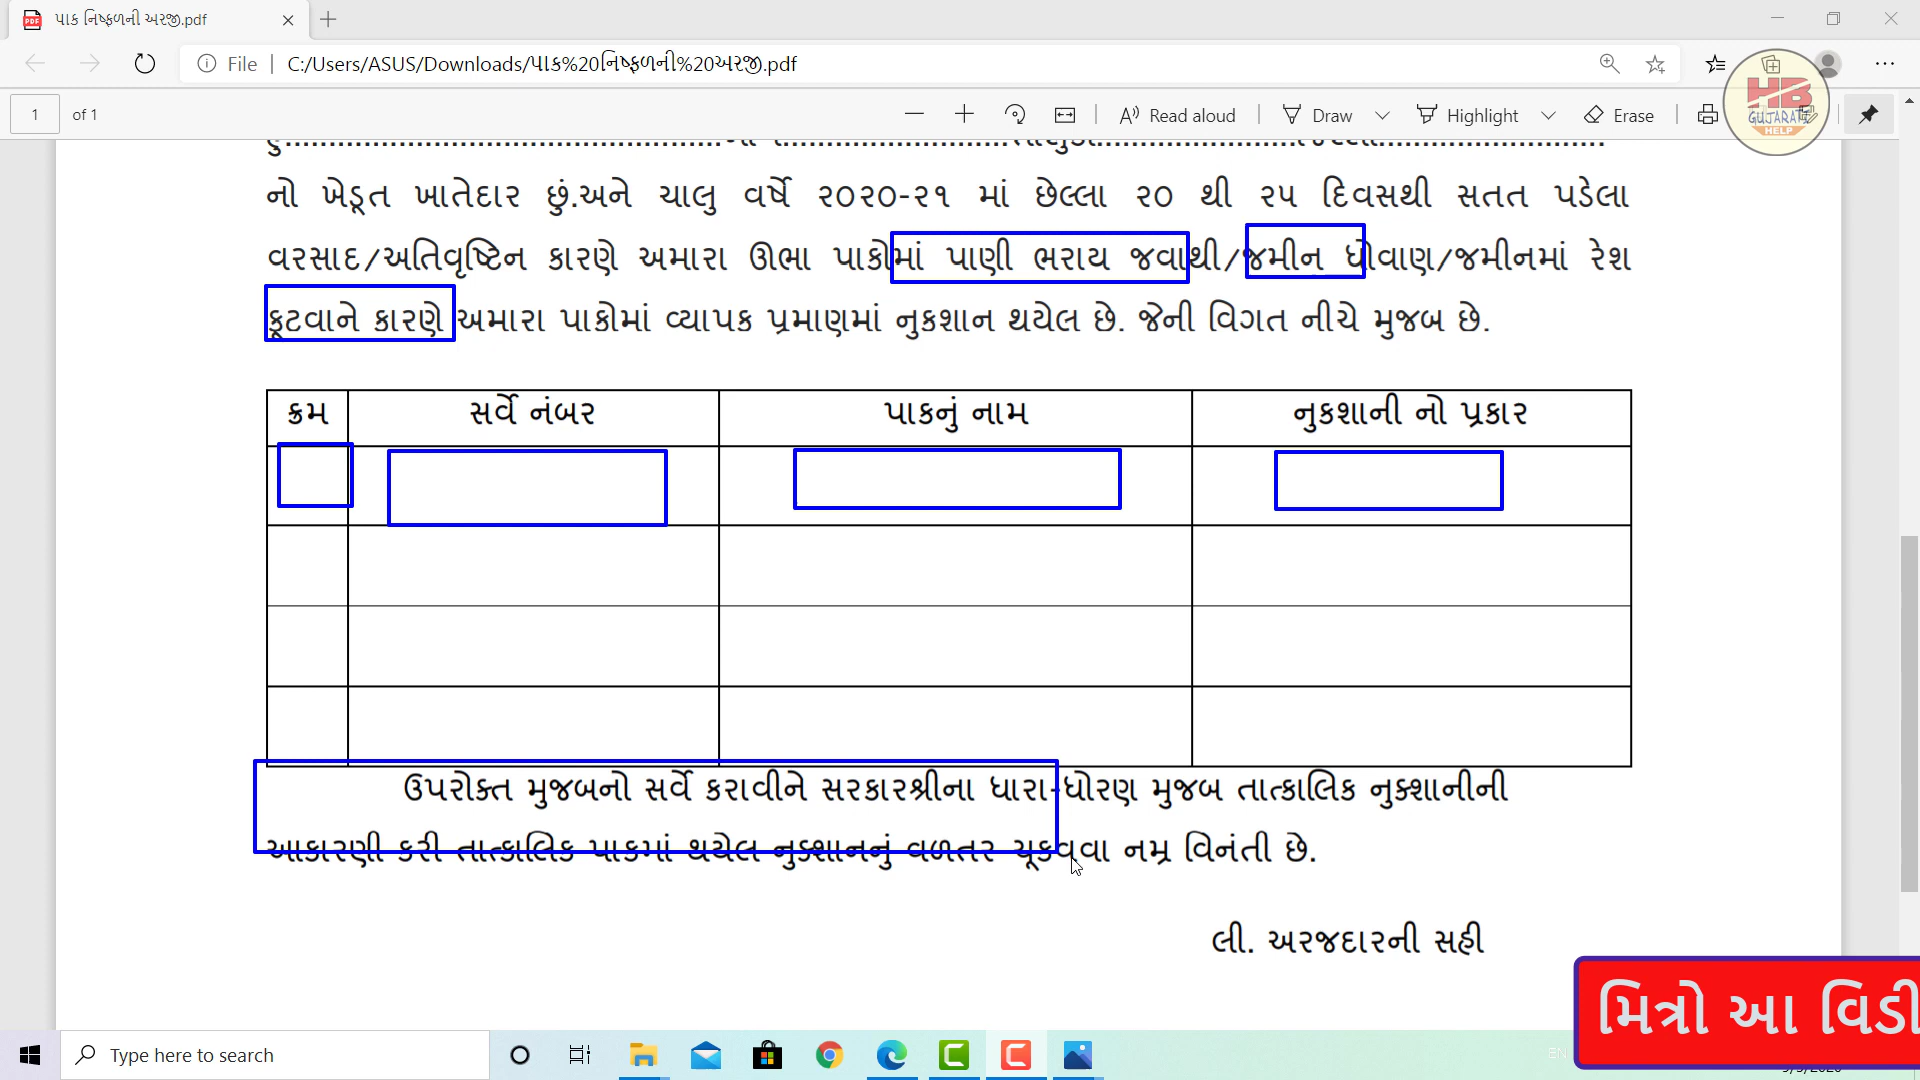 પાક નિષ્ફળની અરજી.pdf
File C:/Users/ASUS/Downloads/પાક%20નિષ્ફળની%20અરજી.pdf
1 of 1 Read aloud Draw Highlight Erase
HB GUJARATI HELP
નો ખેડૂત ખાતેદાર છું.અને ચાલુ વર્ષે ૨૦૨૦-૨૧ માં છેલ્લા ૨૦ થી ૨૫ દિવસથી સતત પડેલા
વરસાદ/અતિવૃષ્ટિન કારણે અમારા ઊભા પાકોમાં પાણી ભરાય જવાથી/જમીન ધોવાણ/જમીનમાં રેશ
ફૂટવાને કારણે અમારા પાકોમાં વ્યાપક પ્રમાણમાં નુકશાન થયેલ છે. જેની વિગત નીચે મુજબ છે.
ક્રમ સર્વે નંબર પાકનું નામ નુકશાની નો પ્રકાર
ઉપરોક્ત મુજબનો સર્વે કરાવીને સરકારશ્રીના ધારા-ધોરણ મુજબ તાત્કાલિક નુક્શાનીની
આકારણી કરી તાત્કાલિક પાકમાં થયેલ નુક્શાનનું વળતર ચૂકવવા નમ્ર વિનંતી છે.
લી. અરજદારની સહી
મિત્રો આ વિડી
Type here to search